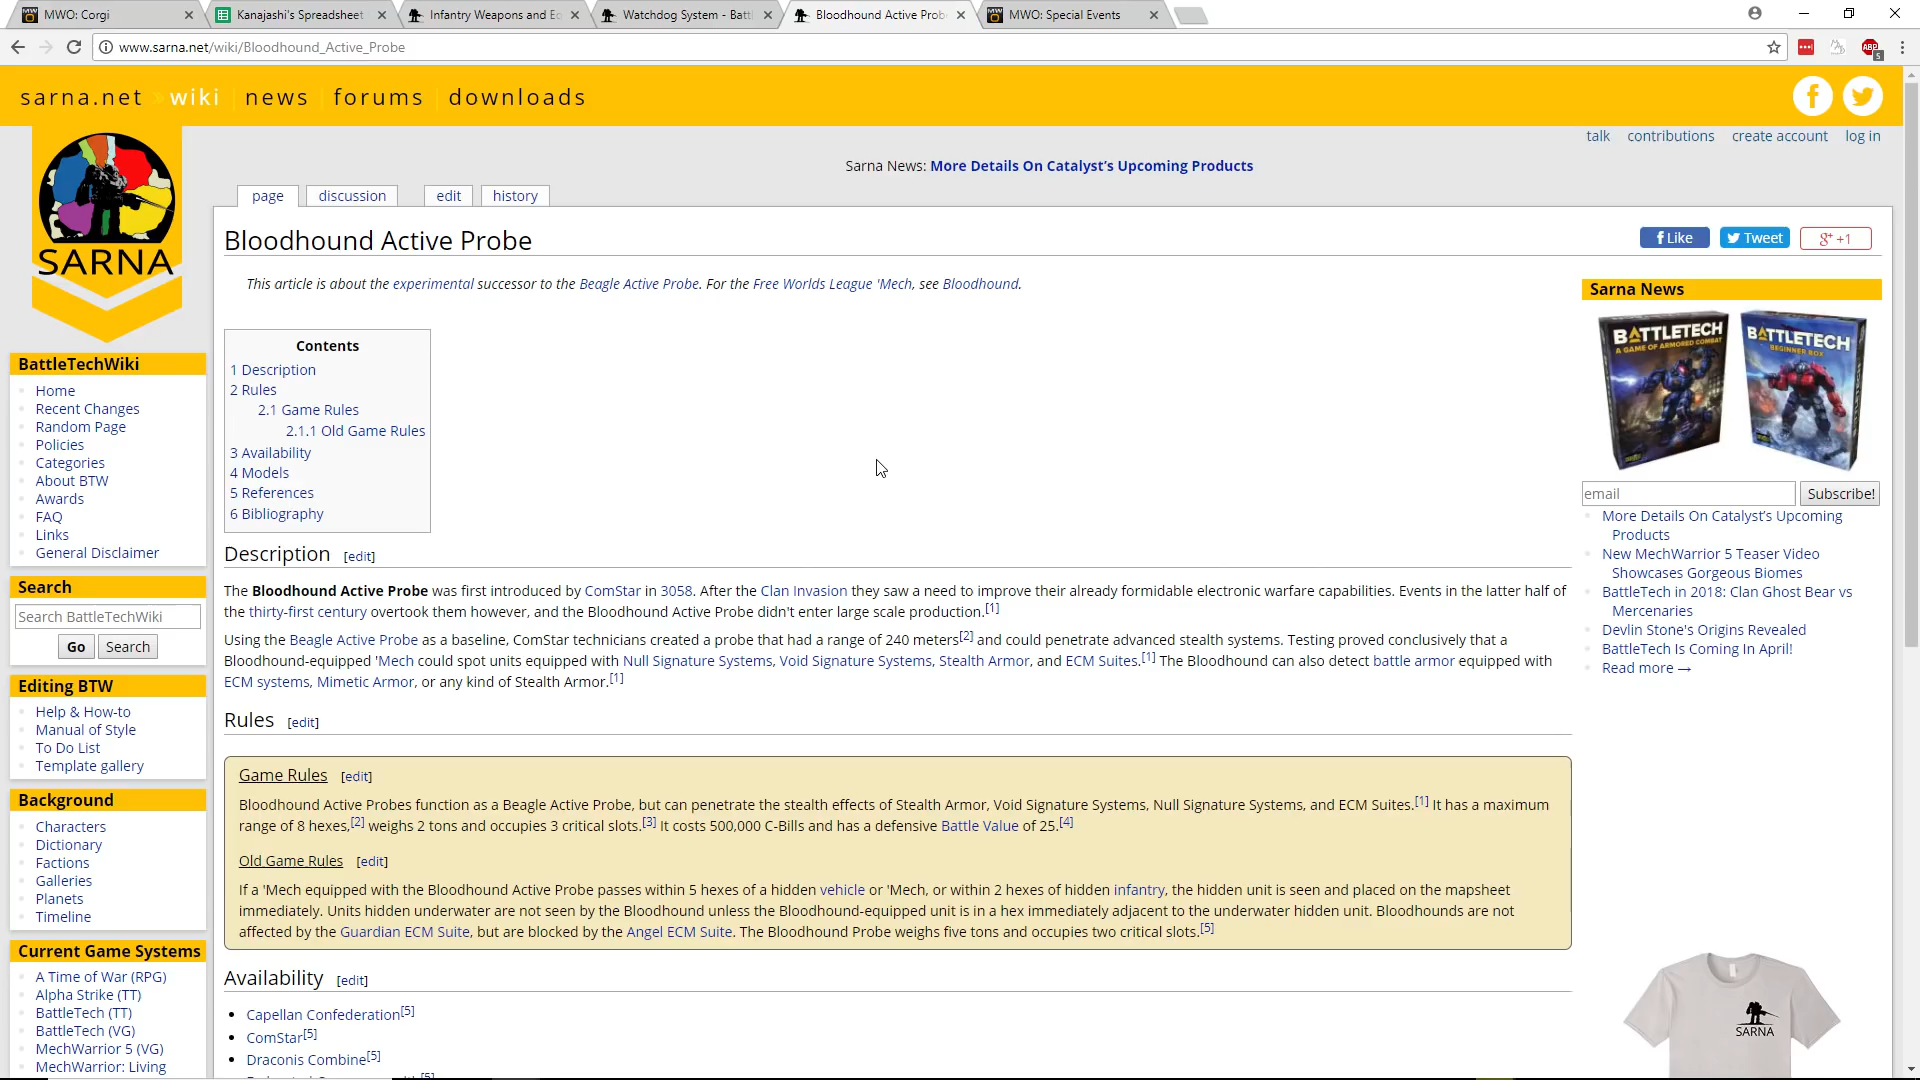 MWO: Corgi
Kanajashi's Spreadsheet
Infantry Weapons and Eq
Watchdog System - Batt
Bloodhound Active Prob
MWO: Special Events
www.sarna.net/wiki/Bloodhound_Active_Probe
ABP
5
sarna.net » wiki | news | forums | downloads
talk contributions create account log in
Sarna News: More Details On Catalyst's Upcoming Products
page discussion edit history
SARNA
Bloodhound Active Probe
Like Tweet g+ +1
This article is about the experimental successor to the Beagle Active Probe. For the Free Worlds League 'Mech, see Bloodhound.
Contents
1 Description
2 Rules
2.1 Game Rules
2.1.1 Old Game Rules
3 Availability
4 Models
5 References
6 Bibliography
Description [edit]
The Bloodhound Active Probe was first introduced by ComStar in 3058. After the Clan Invasion they saw a need to improve their already formidable electronic warfare capabilities. Events in the latter half of
the thirty-first century overtook them however, and the Bloodhound Active Probe didn't enter large scale production.[1]
Using the Beagle Active Probe as a baseline, ComStar technicians created a probe that had a range of 240 meters[2] and could penetrate advanced stealth systems. Testing proved conclusively that a
Bloodhound-equipped 'Mech could spot units equipped with Null Signature Systems, Void Signature Systems, Stealth Armor, and ECM Suites.[1] The Bloodhound can also detect battle armor equipped with
ECM systems, Mimetic Armor, or any kind of Stealth Armor.[1]
Rules [edit]
Game Rules [edit]
Bloodhound Active Probes function as a Beagle Active Probe, but can penetrate the stealth effects of Stealth Armor, Void Signature Systems, Null Signature Systems, and ECM Suites.[1] It has a maximum
range of 8 hexes,[2] weighs 2 tons and occupies 3 critical slots.[3] It costs 500,000 C-Bills and has a defensive Battle Value of 25.[4]
Old Game Rules [edit]
If a 'Mech equipped with the Bloodhound Active Probe passes within 5 hexes of a hidden vehicle or 'Mech, or within 2 hexes of hidden infantry, the hidden unit is seen and placed on the mapsheet
immediately. Units hidden underwater are not seen by the Bloodhound unless the Bloodhound-equipped unit is in a hex immediately adjacent to the underwater hidden unit. Bloodhounds are not
affected by the Guardian ECM Suite, but are blocked by the Angel ECM Suite. The Bloodhound Probe weighs five tons and occupies two critical slots.[5]
Availability [edit]
Capellan Confederation[5]
ComStar[5]
Draconis Combine[5]
BattleTechWiki
Home
Recent Changes
Random Page
Policies
Categories
About BTW
Awards
FAQ
Links
General Disclaimer
Search
Search BattleTechWiki
Go Search
Editing BTW
Help & How-to
Manual of Style
To Do List
Template gallery
Background
Characters
Dictionary
Factions
Galleries
Planets
Timeline
Current Game Systems
A Time of War (RPG)
Alpha Strike (TT)
BattleTech (TT)
BattleTech (VG)
MechWarrior 5 (VG)
MechWarrior: Living
Sarna News
BATTLETECH
A GAME OF ARMORED COMBAT
BATTLETECH
BEGINNER BOX
email Subscribe!
More Details On Catalyst's Upcoming
Products
New MechWarrior 5 Teaser Video
Showcases Gorgeous Biomes
BattleTech in 2018: Clan Ghost Bear vs
Mercenaries
Devlin Stone's Origins Revealed
BattleTech Is Coming In April!
Read more →
SARNA